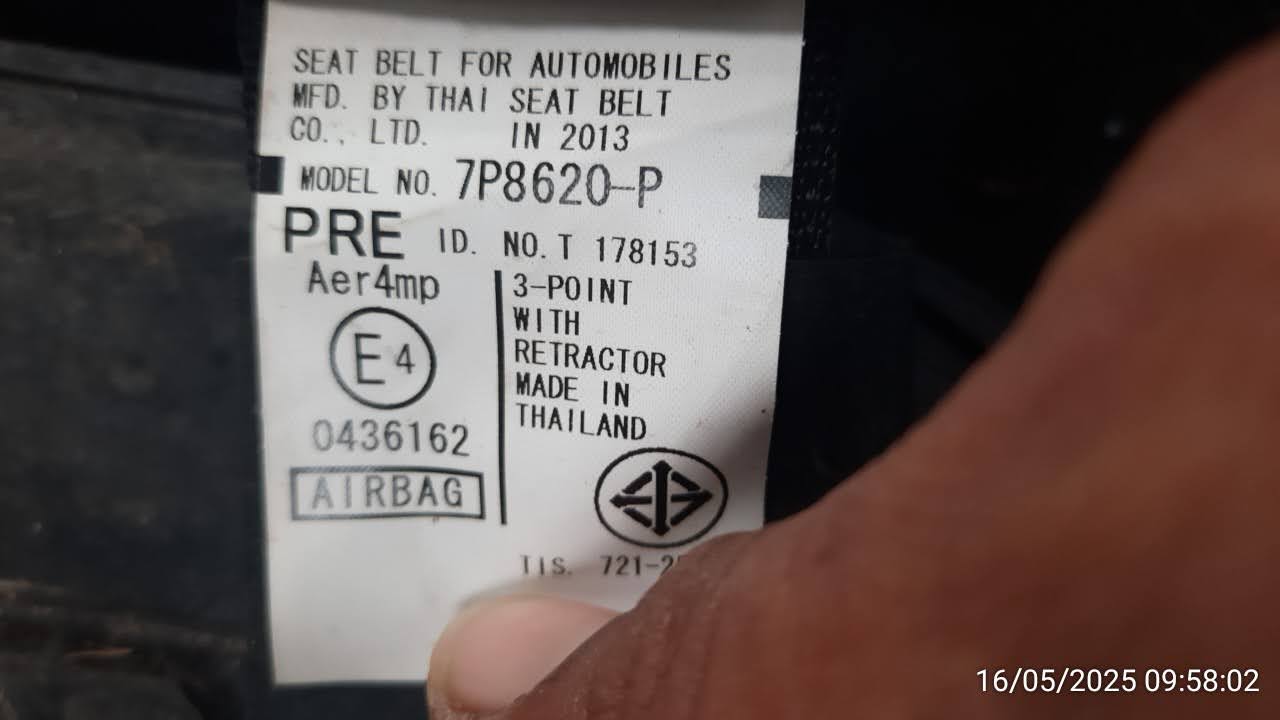 SEAT BELT FOR AUTOMOBILES
MFD. BY THAI SEAT BELT
CO., LTD. IN 2013
MODEL NO. 7P8620-P
PRE ID. NO. T 178153
Aer4mp
E4
0436162
AIRBAG
3-POINT
WITH
RETRACTOR
MADE IN
THAILAND
TIS. 721-2
16/05/2025 09:58:02